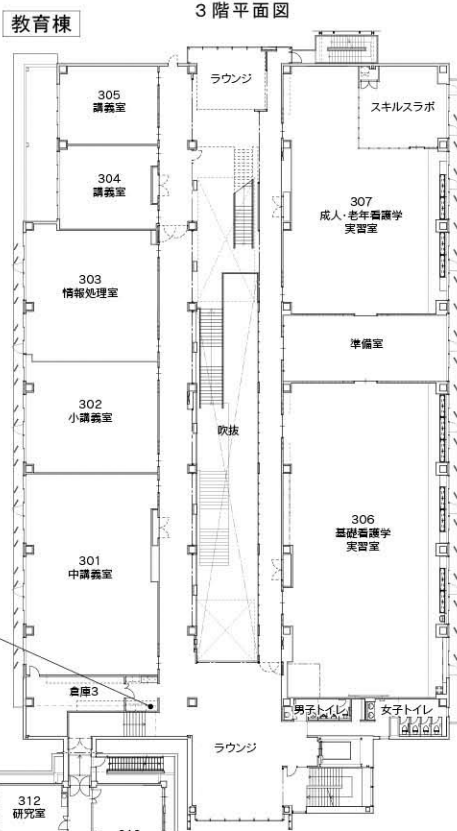 教育棟
3階平面図
ラウンジ
305
講義室
スキルスラボ
304
講義室
307
成人・老年看護学
実習室
303
情報処理室
準備室
302
小講義室
吹抜
306
基礎看護学
実習室
301
中講義室
倉庫3
男子トイレ
女子トイレ
ラウンジ
312
研究室